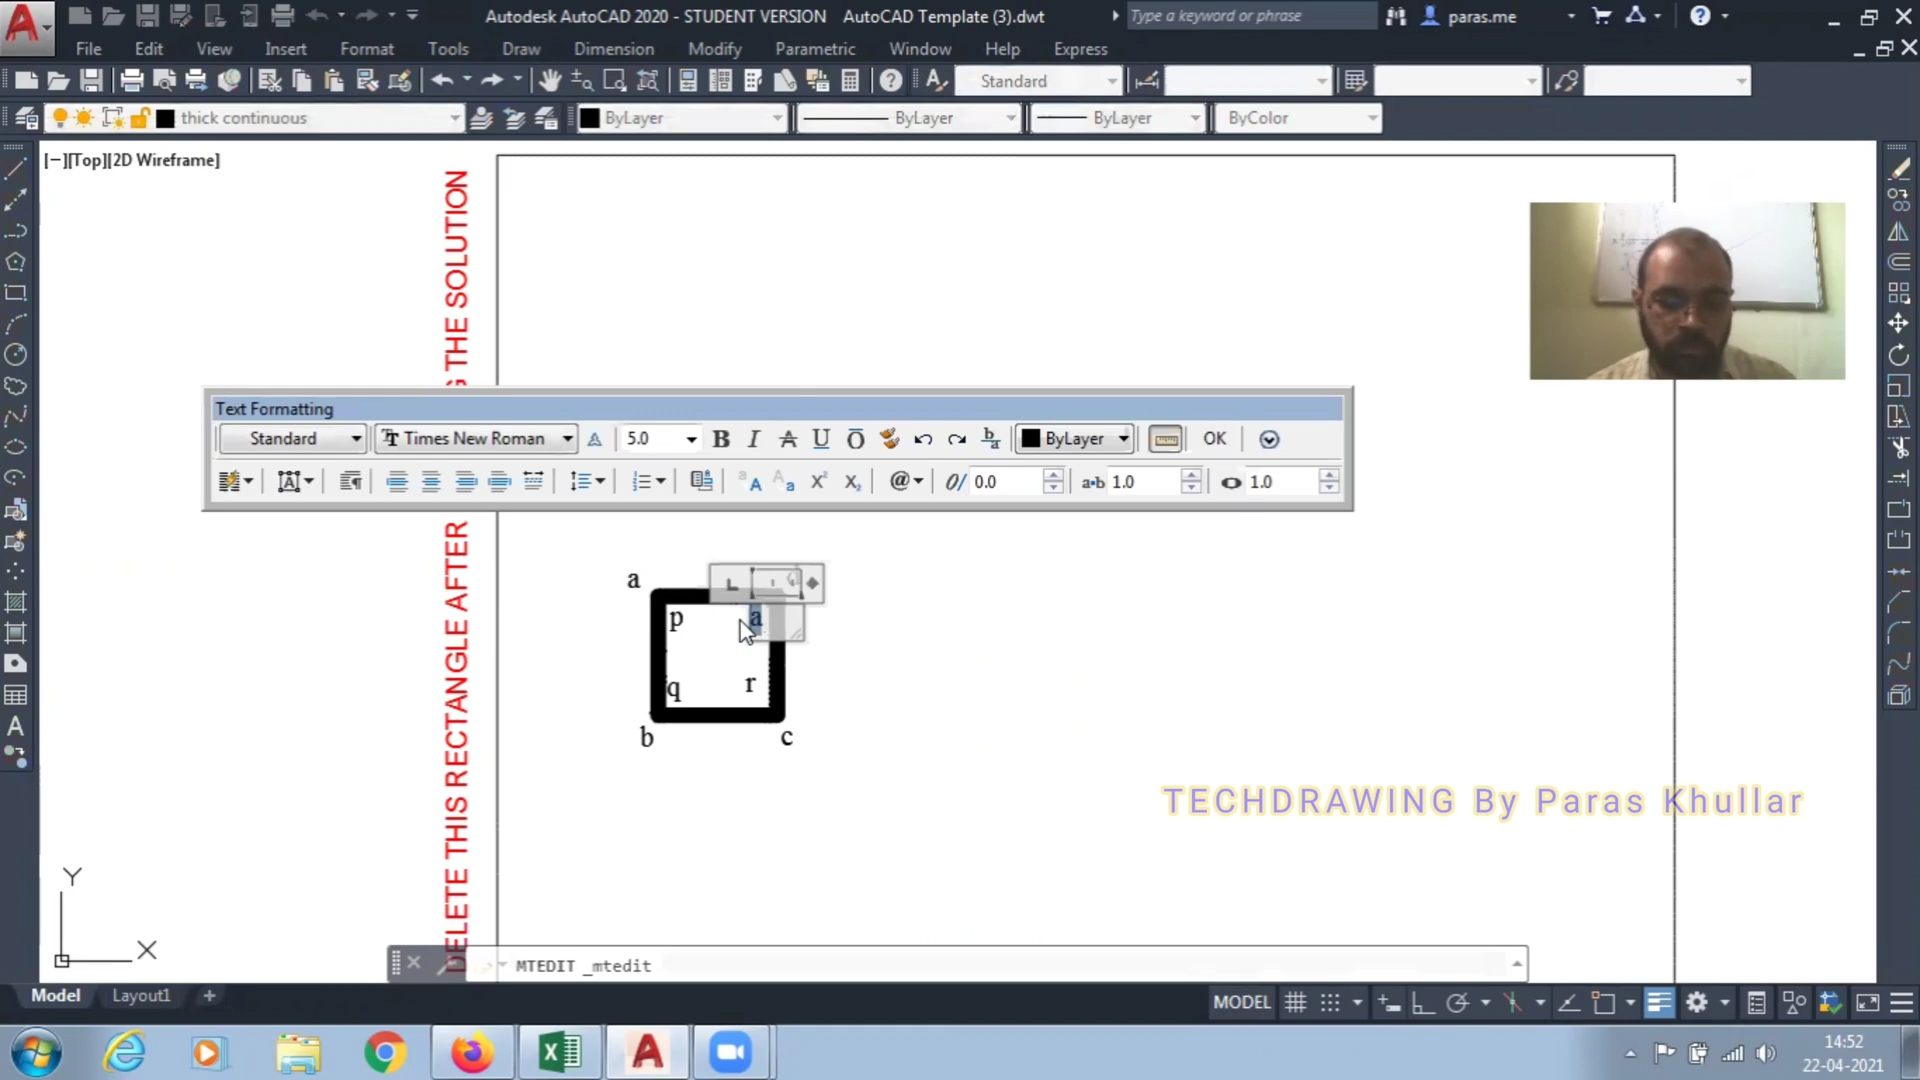 Autodesk AutoCAD 2020 - STUDENT VERSION AutoCAD Template (3).dwt
Type a keyword or phrase
paras.me
File Edit View Insert Format Tools Draw Dimension Modify Parametric Window Help Express
Standard
thick continuous
ByLayer
ByLayer
ByLayer
ByColor
[−][Top][2D Wireframe]
DELETE THIS RECTANGLE AFTER
THE SOLUTION
Text Formatting
Standard
Times New Roman
5.0
ByLayer
OK
0.0
1.0
1.0
a
p
a
q
r
b
c
TECHDRAWING By Paras Khullar
Y
X
MTEDIT _mtedit
Model
Layout1
MODEL
14:52
22-04-2021